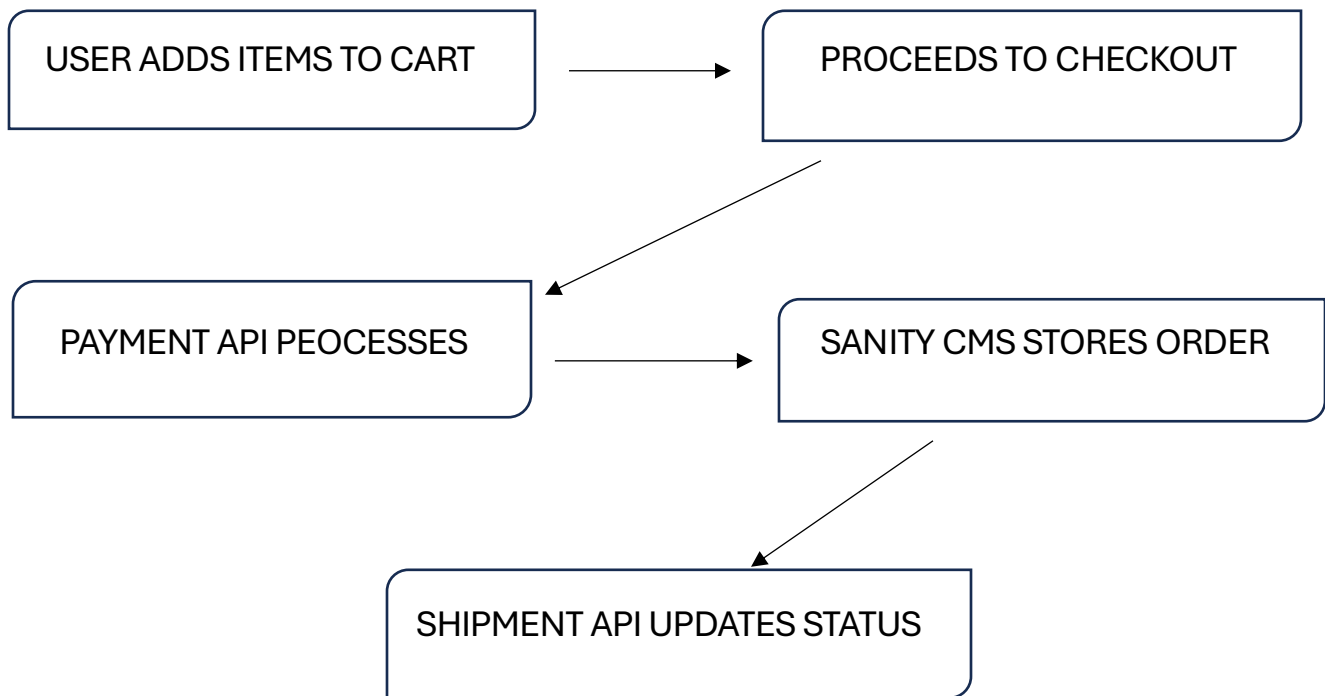 USER ADDS ITEMS TO CART
PROCEEDS TO CHECKOUT
PAYMENT API PEOCESSES
SANITY CMS STORES ORDER
SHIPMENT API UPDATES STATUS